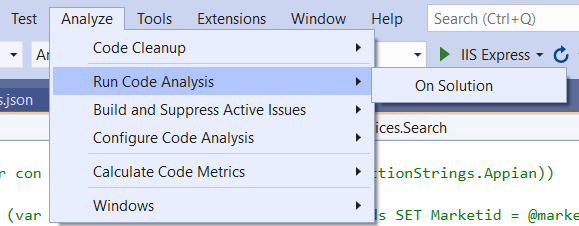 Test Analyze Tools Extensions Window Help Search (Ctrl+Q)
Code Cleanup
IIS Express
Run Code Analysis
On Solution
s.json
Build and Suppress Active Issues
Configure Code Analysis
ices.Search
Calculate Code Metrics
r con
ctionStrings.Appian))
Windows
(var
ds SET Marketid = @marke